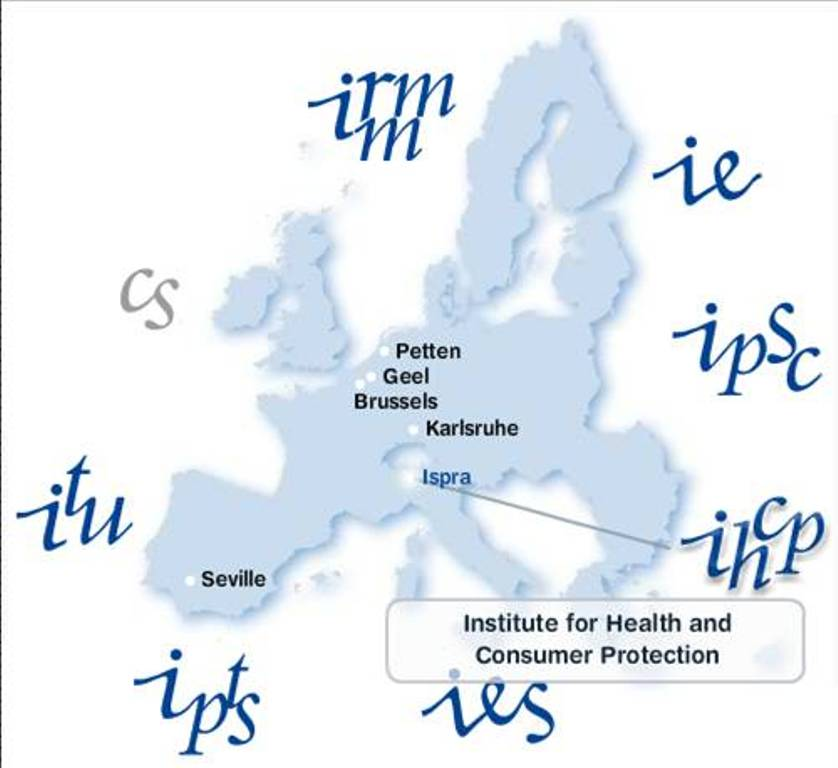 irm
m
ie
cs
ipsc
Petten
Geel
Brussels
Karlsruhe
Ispra
itu
ihcp
Seville
Institute for Health and
Consumer Protection
ipts
ies